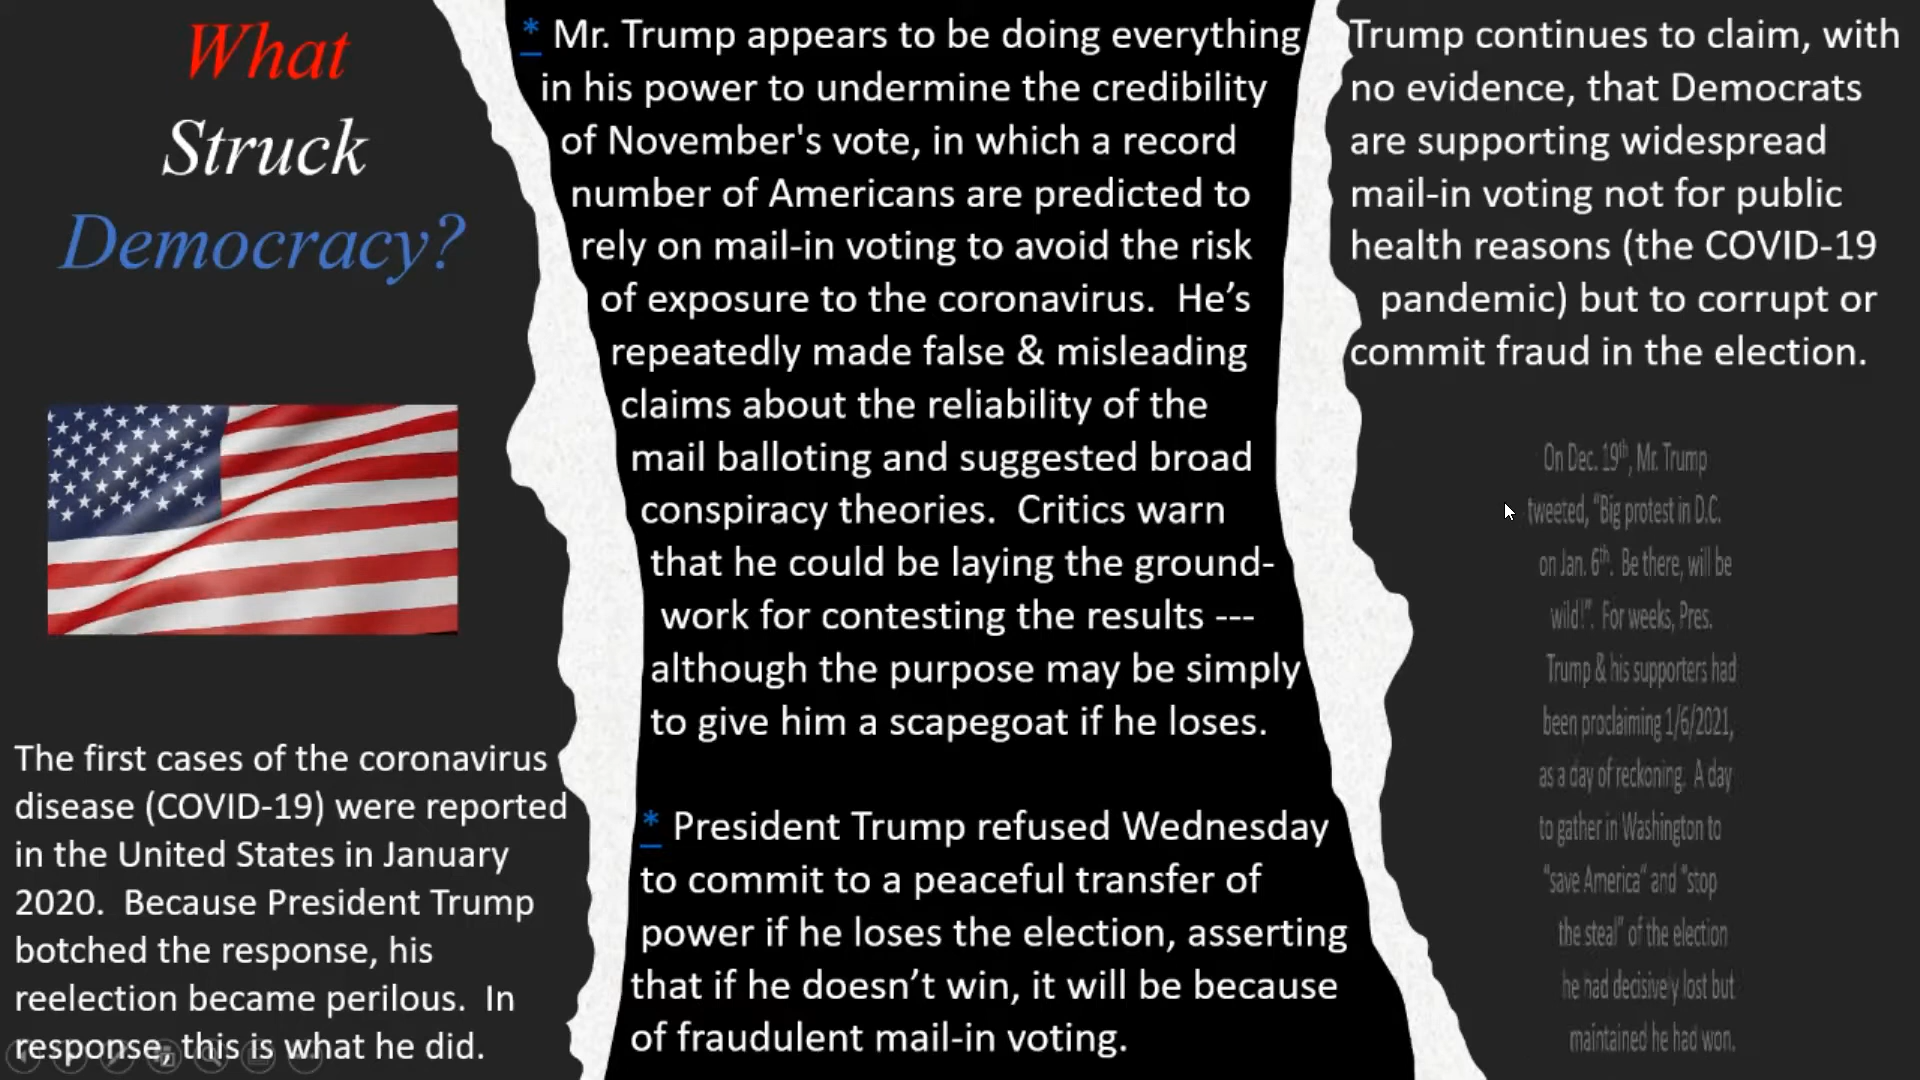 What
Struck
Democracy?
The first cases of the coronavirus
disease (COVID-19) were reported
in the United States in January
2020.  Because President Trump
botched the response, his
reelection became perilous.  In
response, this is what he did.
* Mr. Trump appears to be doing everything
in his power to undermine the credibility
of November's vote, in which a record
number of Americans are predicted to
rely on mail-in voting to avoid the risk
of exposure to the coronavirus.  He’s
repeatedly made false & misleading
claims about the reliability of the
mail balloting and suggested broad
conspiracy theories.  Critics warn
that he could be laying the ground-
work for contesting the results ---
although the purpose may be simply
to give him a scapegoat if he loses.
* President Trump refused Wednesday
to commit to a peaceful transfer of
power if he loses the election, asserting
that if he doesn’t win, it will be because
of fraudulent mail-in voting.
Trump continues to claim, with
no evidence, that Democrats
are supporting widespread
mail-in voting not for public
health reasons (the COVID-19
pandemic) but to corrupt or
commit fraud in the election.
On Dec. 19th, Mr. Trump
tweeted, “Big protest in D.C.
on Jan. 6th.  Be there, will be
wild!”.  For weeks, Pres.
Trump & his supporters had
been proclaiming 1/6/2021,
as a day of reckoning.  A day
to gather in Washington to
“save America” and “stop
the steal” of the election
he had decisively lost but
maintained he had won.